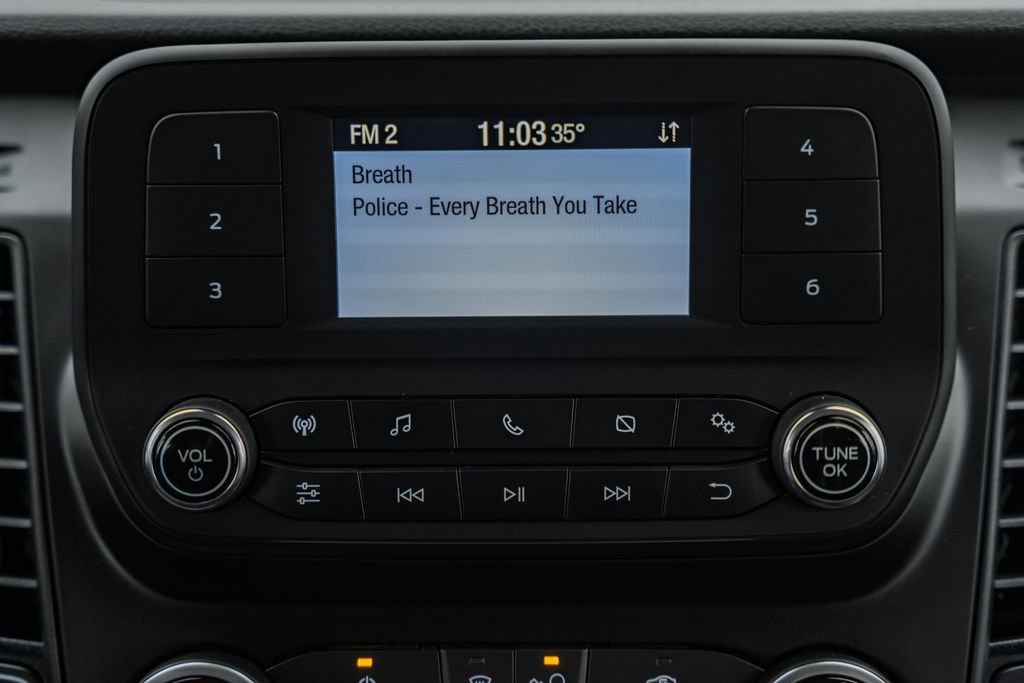 FM 2 11:03 35°
Breath
Police - Every Breath You Take
1
2
3
4
5
6
VOL
TUNE
OK